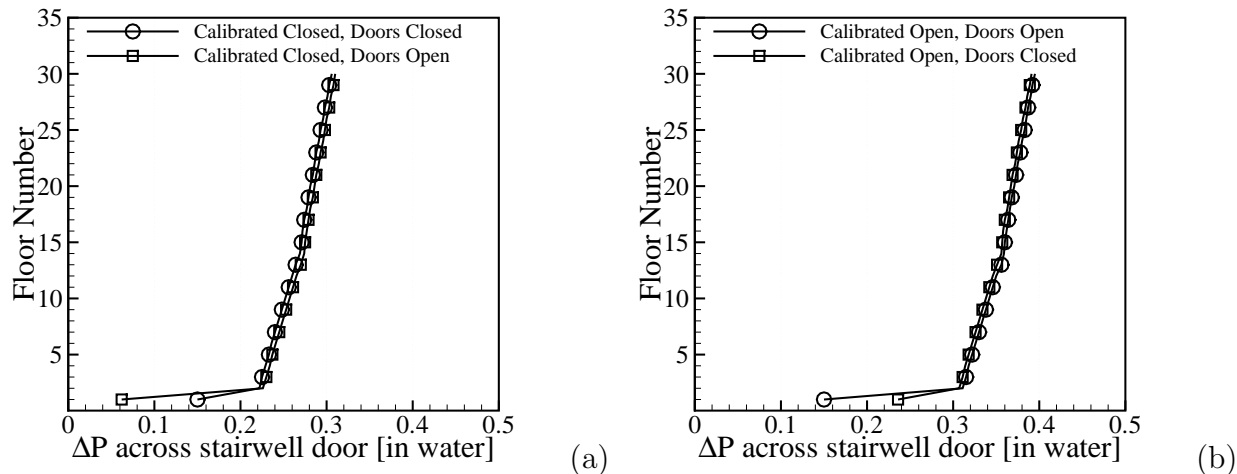 Calibrated Closed, Doors Closed
Calibrated Closed, Doors Open
35
30
25
20
15
10
5
0 0.1 0.2 0.3 0.4 0.5
Floor Number
ΔP across stairwell door [in water]
(a)
Calibrated Open, Doors Open
Calibrated Open, Doors Closed
35
30
25
20
15
10
5
0 0.1 0.2 0.3 0.4 0.5
Floor Number
ΔP across stairwell door [in water]
(b)